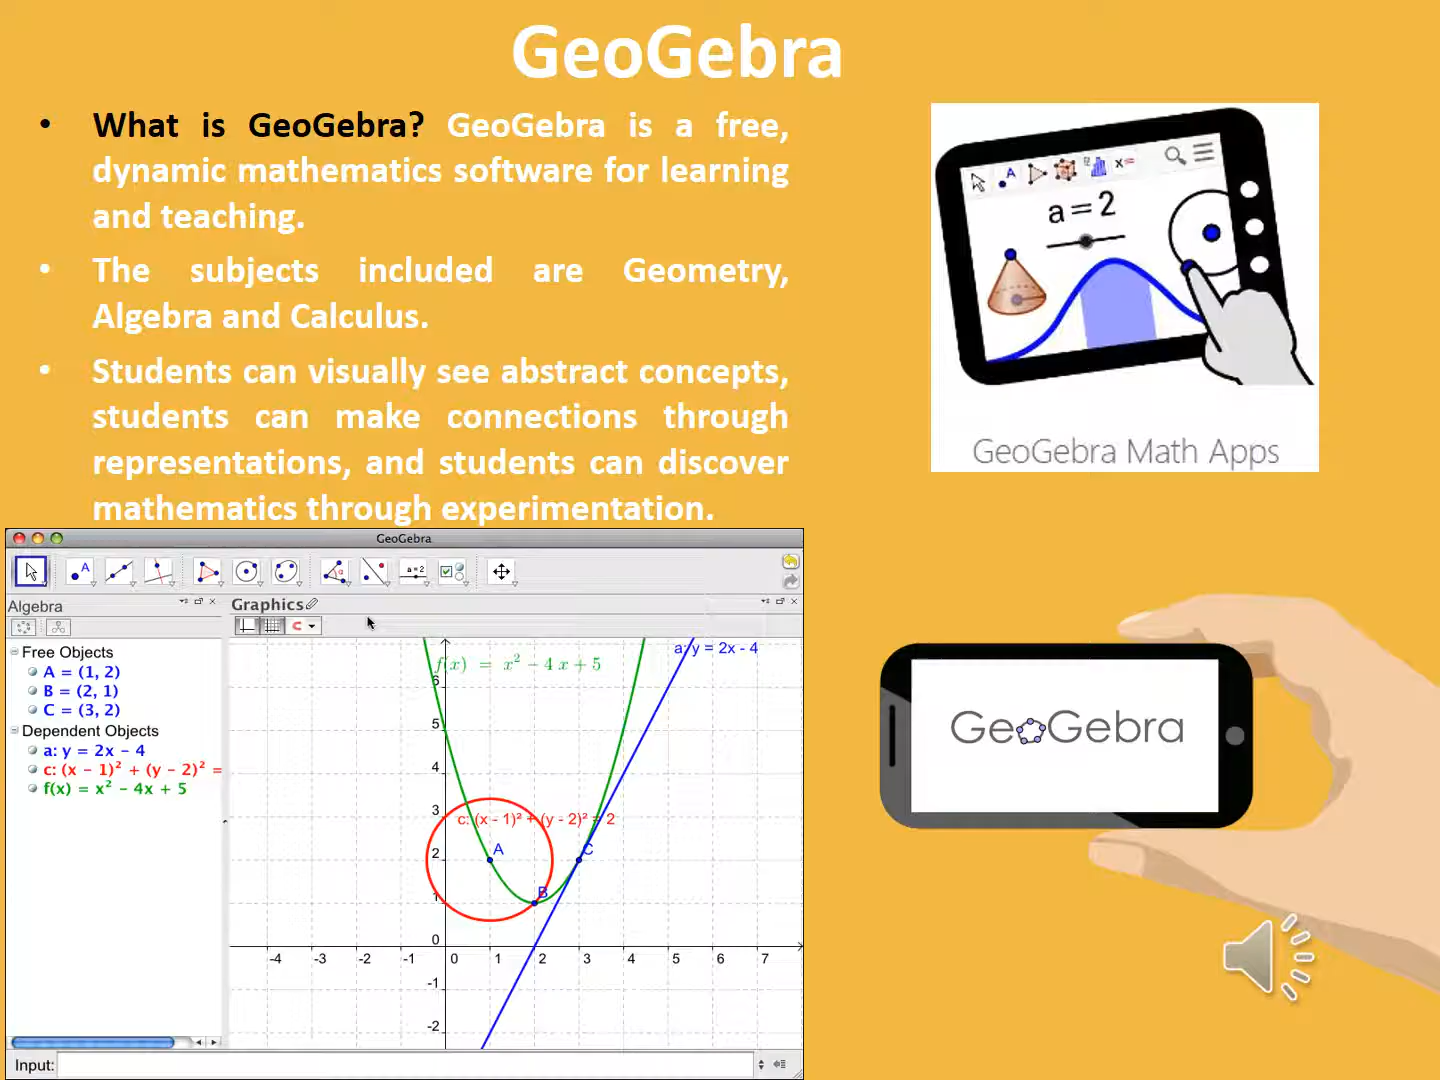 GeoGebra
• What is GeoGebra? GeoGebra is a free,
dynamic mathematics software for learning
and teaching.
• The subjects included are Geometry,
Algebra and Calculus.
• Students can visually see abstract concepts,
students can make connections through
representations, and students can discover
mathematics through experimentation.
a = 2
GeoGebra Math Apps
GeoGebra
a = 2
Algebra
Graphics
Free Objects
A = (1, 2)
B = (2, 1)
C = (3, 2)
Dependent Objects
a: y = 2x − 4
c: (x − 1)² + (y − 2)² =
f(x) = x² − 4x + 5
f(x) = x² − 4 x + 5
a: y = 2x - 4
c: (x - 1)² + (y - 2)² = 2
A
B
C
6
5
4
3
2
1
0
-1
-2
-4 -3 -2 -1 0 1 2 3 4 5 6 7
Input:
GeoGebra